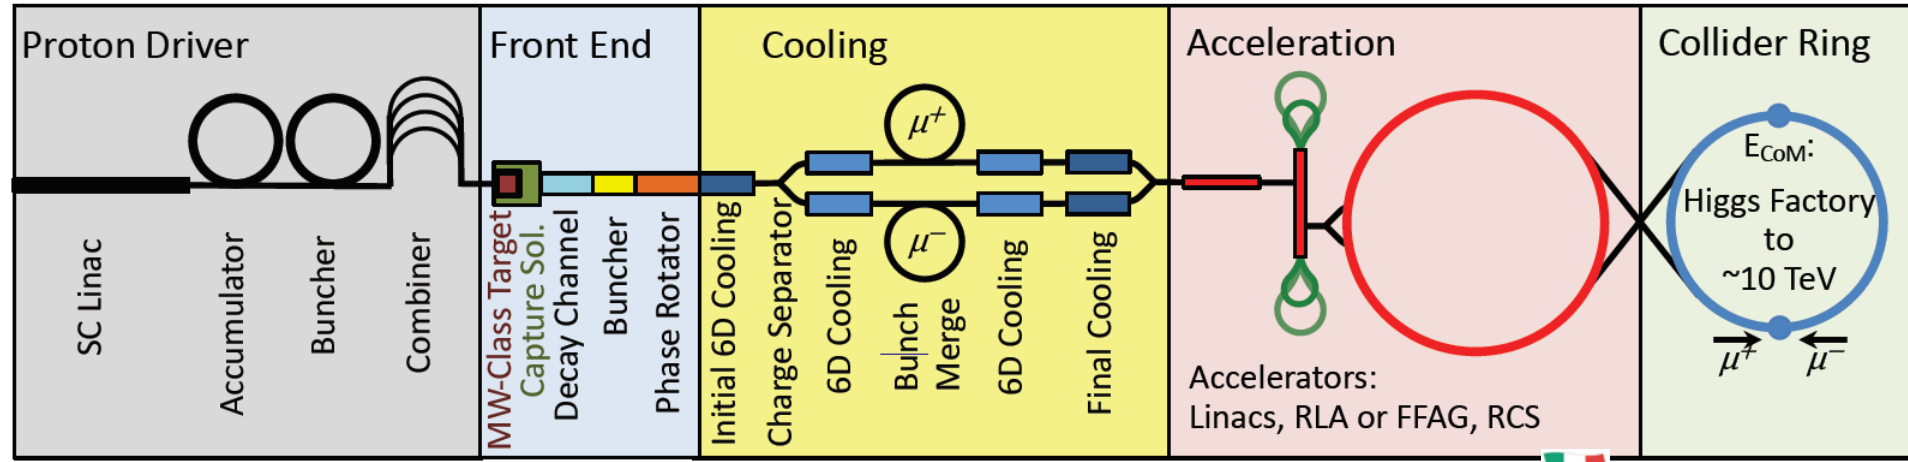 Proton Driver
Front End
Cooling
Acceleration
Collider Ring
SC Linac
Accumulator
Buncher
Combiner
MW-Class Target
Capture Sol.
Decay Channel
Buncher
Phase Rotator
Initial 6D Cooling
Charge Separator
6D Cooling
μ+
μ−
Bunch
Merge
6D Cooling
Final Cooling
Accelerators:
Linacs, RLA or FFAG, RCS
ECoM:
Higgs Factory
to
~10 TeV
μ+ μ−